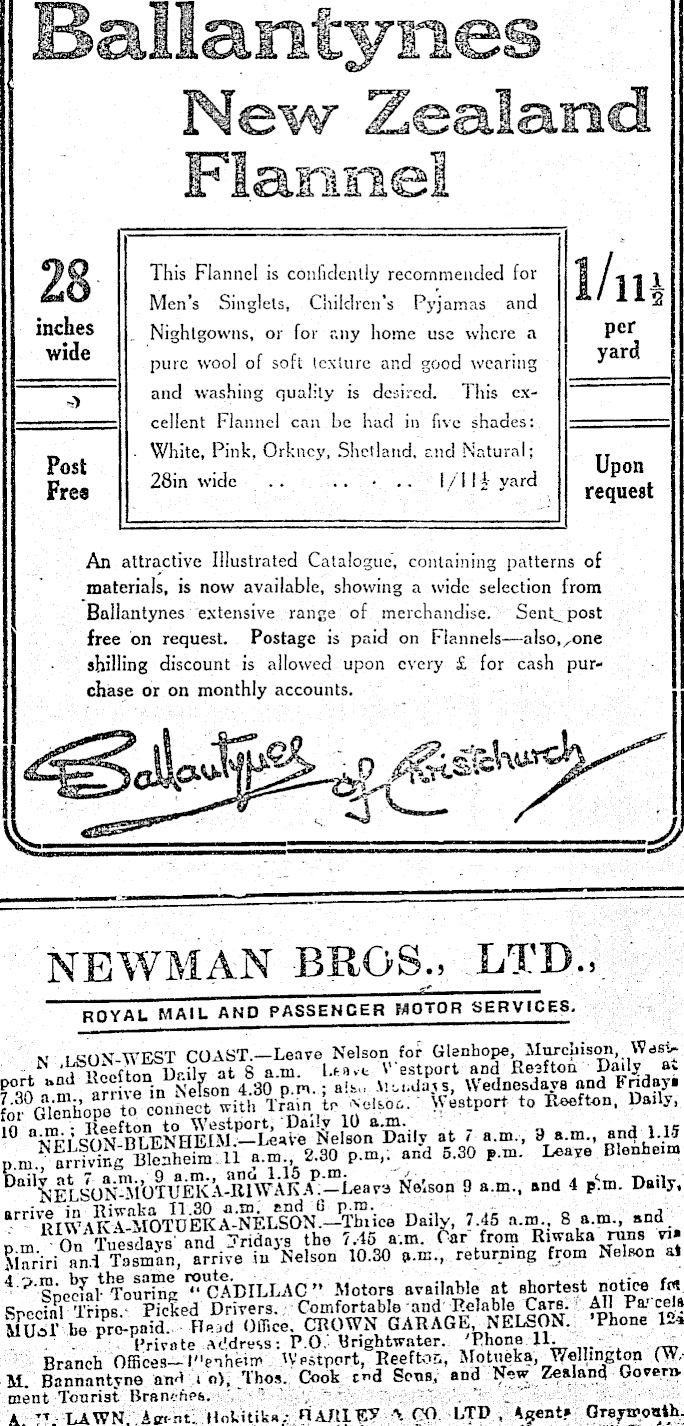 Ballantynes
New Zealand
Flannel
28
inches
wide
This Flannel is confidently recommended for
Men's Singlets, Children's Pyjamas and
Nightgowns, or for any home use where a
pure wool of soft texture and good wearing
and washing quality is desired. This ex-
cellent Flannel can be had in five shades:
White, Pink, Orkney, Shetland, and Natural;
28in wide .. .. . .. 1/11½ yard
1/11½
per
yard
Post
Free
Upon
request
An attractive Illustrated Catalogue, containing patterns of
materials, is now available, showing a wide selection from
Ballantynes extensive range of merchandise. Sent post
free on request. Postage is paid on Flannels—also, one
shilling discount is allowed upon every £ for cash pur-
chase or on monthly accounts.
Ballantynes of Christchurch
NEWMAN BROS., LTD.,
ROYAL MAIL AND PASSENGER MOTOR SERVICES.
N LSON-WEST COAST.—Leave Nelson for Glenhope, Murchison, West-
port and Reefton Daily at 8 a.m. Leave Westport and Reefton Daily at
7.30 a.m., arrive in Nelson 4.30 p.m.; also Mondays, Wednesdays and Fridays
for Glenhope to connect with Train to Nelson. Westport to Reefton, Daily,
10 a.m.; Reefton to Westport, Daily 10 a.m.
NELSON-BLENHEIM.—Leave Nelson Daily at 7 a.m., 9 a.m., and 1.15
p.m., arriving Blenheim 11 a.m., 2.30 p.m., and 5.30 p.m. Leave Blenheim
Daily at 7 a.m., 9 a.m., and 1.15 p.m.
NELSON-MOTUEKA-RIWAKA.—Leave Nelson 9 a.m., and 4 p.m. Daily,
arrive in Riwaka 11.30 a.m. and 6 p.m.
RIWAKA-MOTUEKA-NELSON.—Thrice Daily, 7.45 a.m., 8 a.m., and
p.m. On Tuesdays and Fridays the 7.45 a.m. Car from Riwaka runs via
Mariri and Tasman, arrive in Nelson 10.30 a.m., returning from Nelson at
4 p.m. by the same route.
Special Touring "CADILLAC" Motors available at shortest notice for
Special Trips. Picked Drivers. Comfortable and Relable Cars. All Parcels
MUST be pre-paid. Head Office, CROWN GARAGE, NELSON. 'Phone 124
Private Address: P.O. Brightwater. 'Phone 11.
Branch Offices—Blenheim Westport, Reefton, Motueka, Wellington (W.
M. Bannantyne and Co), Thos. Cook and Sons, and New Zealand Govern
ment Tourist Branches.
LAWN, Agent, Hokitika; HARLEY & CO. LTD, Agents Greymouth.